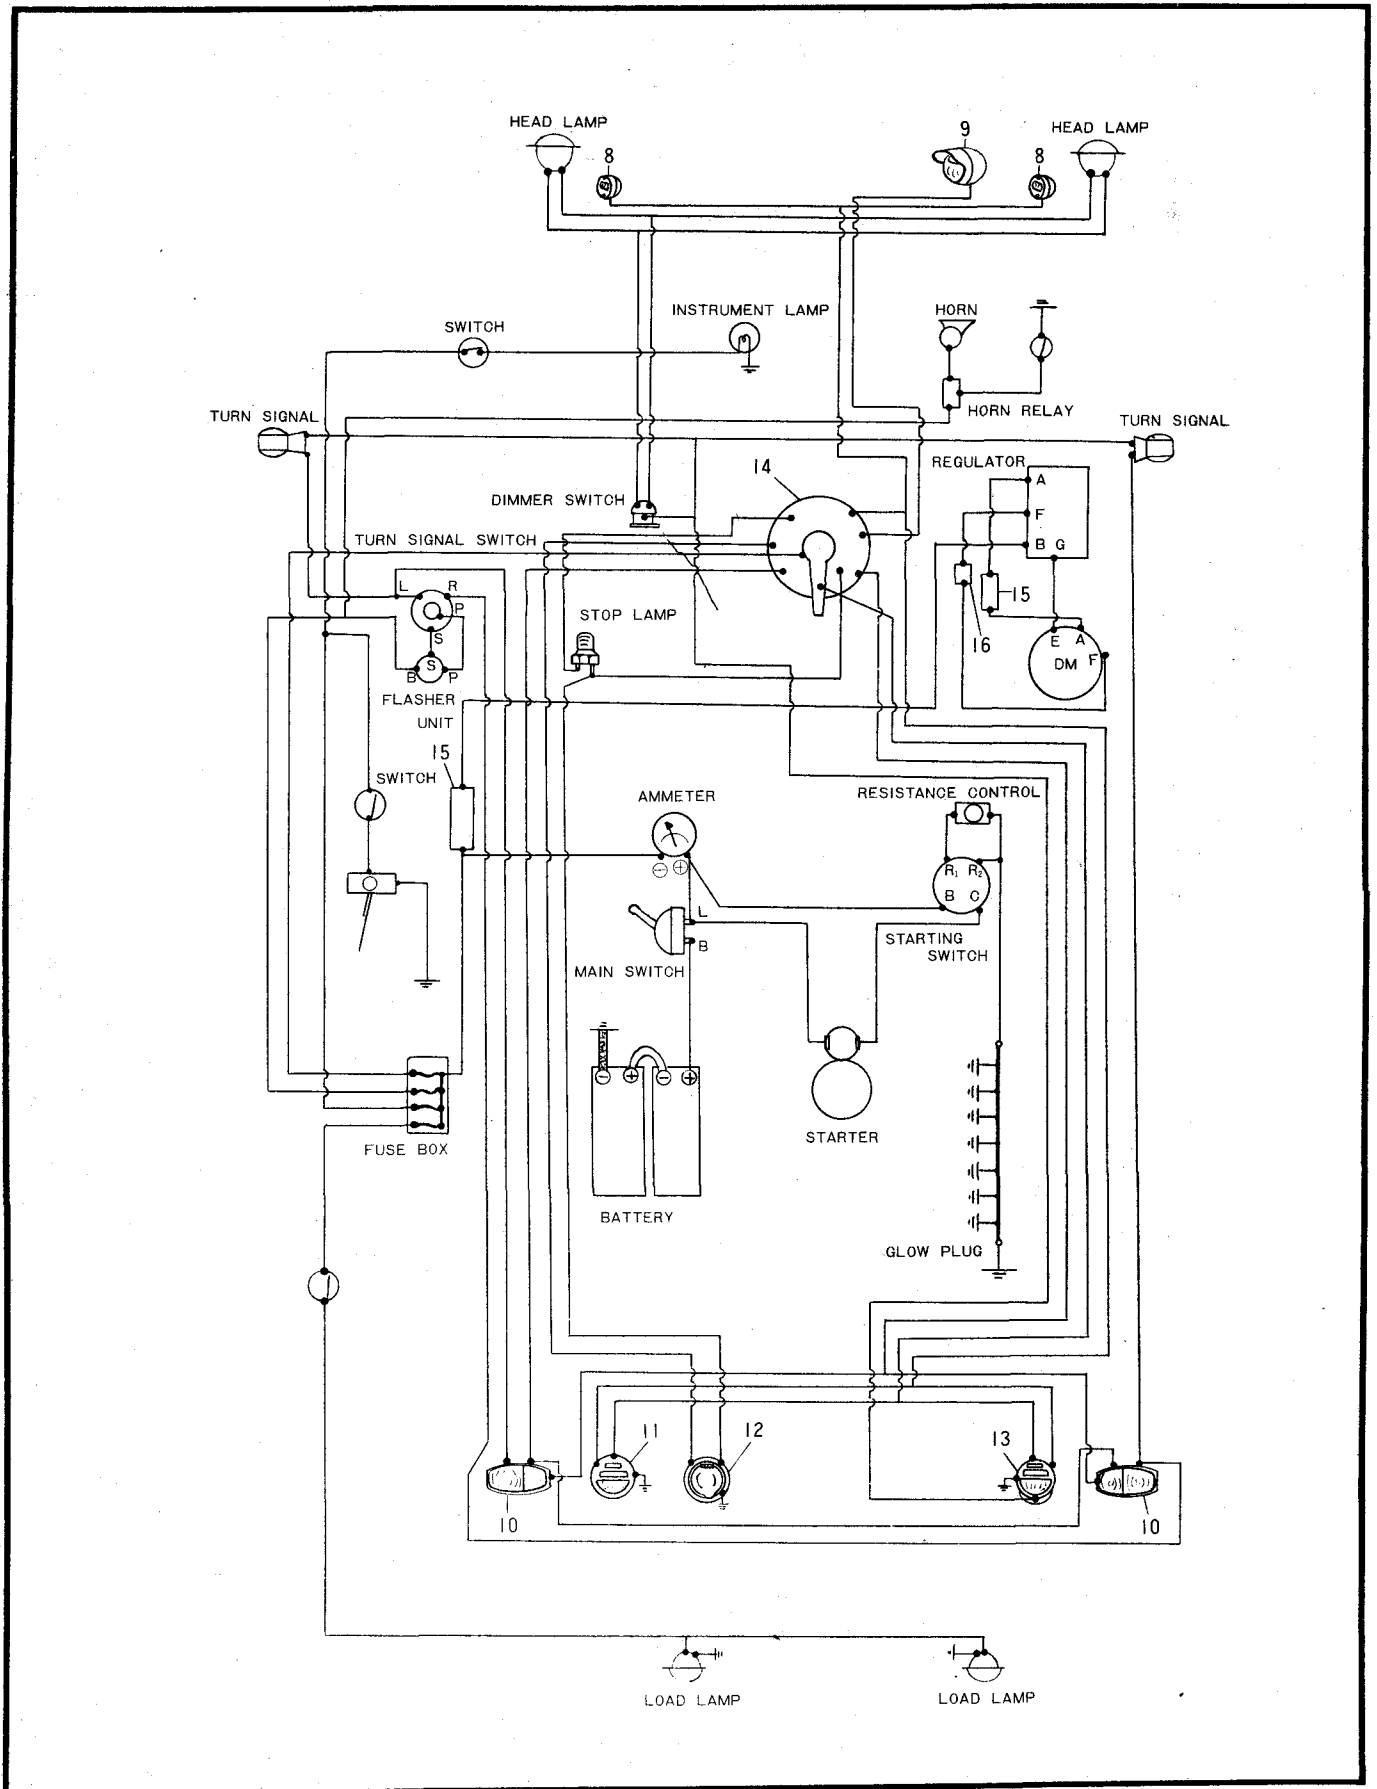 HEAD LAMP
9
HEAD LAMP
8
8
INSTRUMENT LAMP
HORN
SWITCH
HORN RELAY
TURN SIGNAL
TURN SIGNAL
14
REGULATOR
A
DIMMER SWITCH
F
TURN SIGNAL SWITCH
B G
L
R
15
P
STOP LAMP
S
E A
16
S
DM
F
B
P
FLASHER
UNIT
15
SWITCH
AMMETER
RESISTANCE CONTROL
⊖ ⊕
R1 R2
B C
L
STARTING
SWITCH
B
MAIN SWITCH
⊖ ⊕ ⊖ ⊕
STARTER
FUSE BOX
BATTERY
GLOW PLUG
11
12
13
10
10
LOAD LAMP
LOAD LAMP